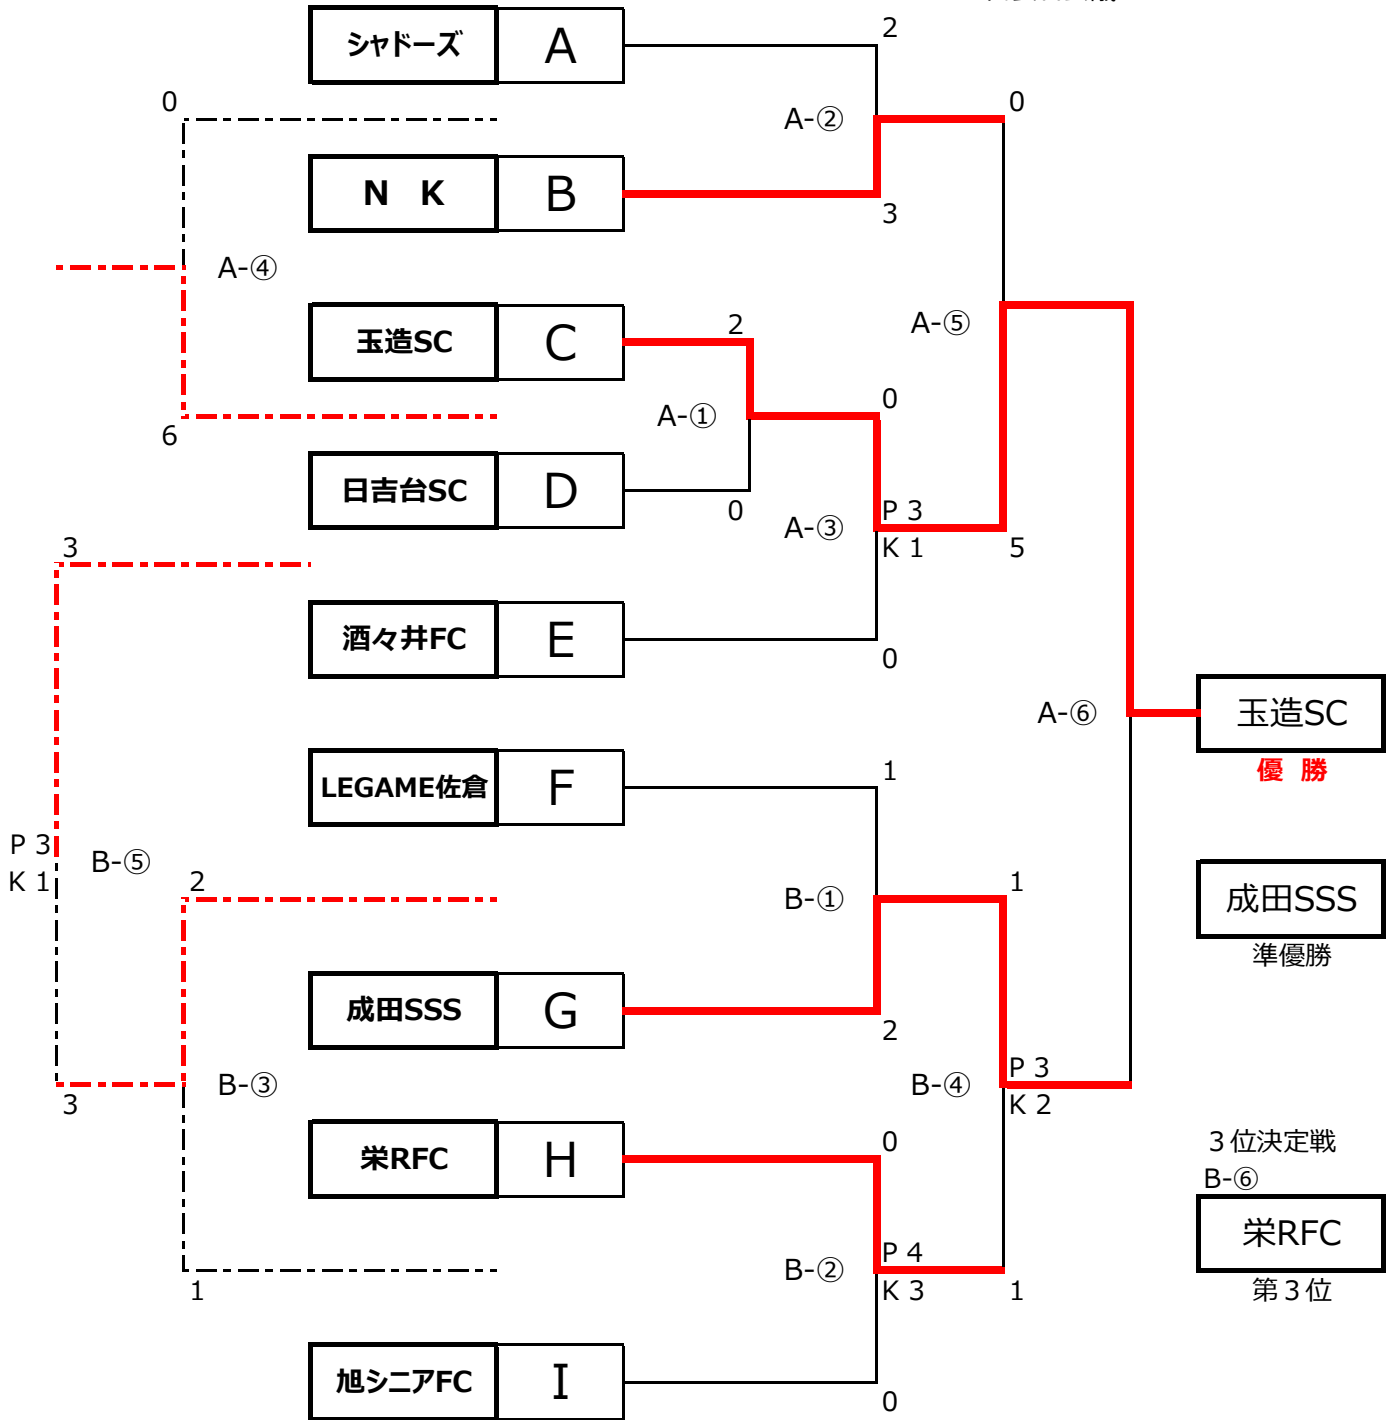 2
シャドーズ A
0 0
A-②
N K B
3
A-④
玉造SC C 2 A-⑤
0
A-①
6
日吉台SC D
0 A-③ P 3
3 K 1 5
酒々井FC E
0
玉造SC
A-⑥
優 勝
1
LEGAME佐倉 F
P 3
K 1 B-⑤
2 1
B-① 成田SSS
準優勝
成田SSS G
2
P 3
B-③ B-④
3 K 2
0 3位決定戦
栄RFC H
B-⑥
栄RFC
P 4
B-②
1 K 3 1 第3位
旭シニアFC I
0